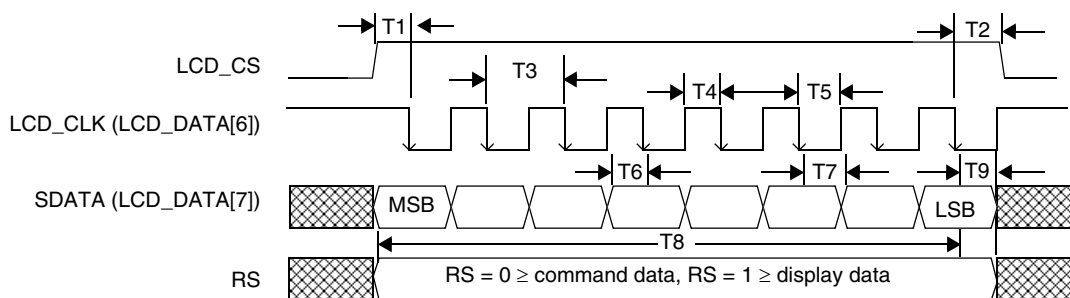 T1
T2
LCD_CS
T3
T4
T5
LCD_CLK (LCD_DATA[6])
T6
T7
T9
SDATA (LCD_DATA[7])
MSB
LSB
T8
RS
RS = 0 ≥ command data, RS = 1 ≥ display data